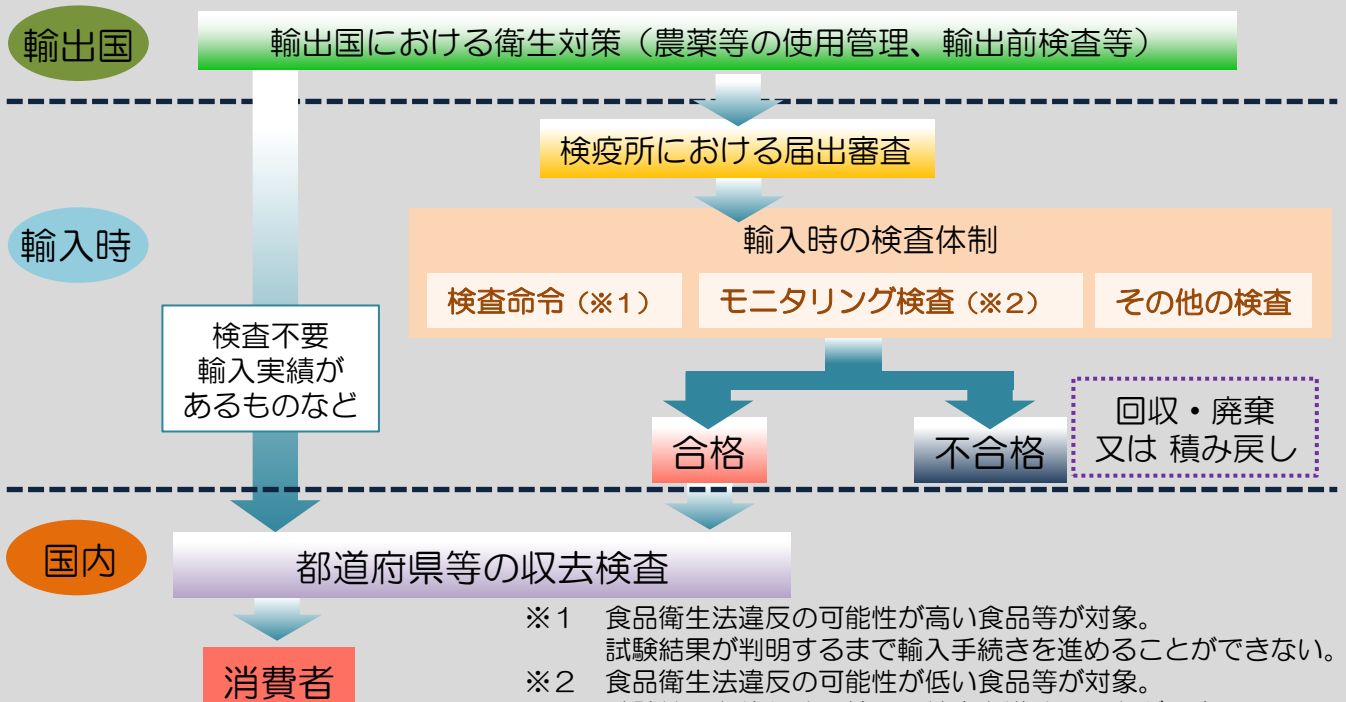 輸出国
輸出国における衛生対策（農薬等の使用管理、輸出前検査等）
検疫所における届出審査
輸入時
輸入時の検査体制
検査命令（※１） モニタリング検査（※２） その他の検査
検査不要
輸入実績が
あるものなど
合格
不合格
回収・廃棄
又は 積み戻し
国内
都道府県等の収去検査
消費者
※１ 食品衛生法違反の可能性が高い食品等が対象。
試験結果が判明するまで輸入手続きを進めることができない。
※２ 食品衛生法違反の可能性が低い食品等が対象。